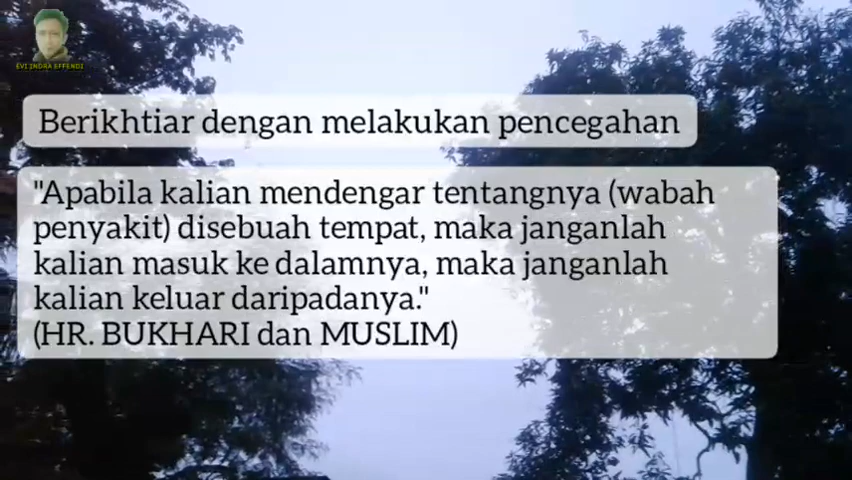 EVI INDRA EFFENDI
Berikhtiar dengan melakukan pencegahan
"Apabila kalian mendengar tentangnya (wabah
penyakit) disebuah tempat, maka janganlah
kalian masuk ke dalamnya, maka janganlah
kalian keluar daripadanya."
(HR. BUKHARI dan MUSLIM)